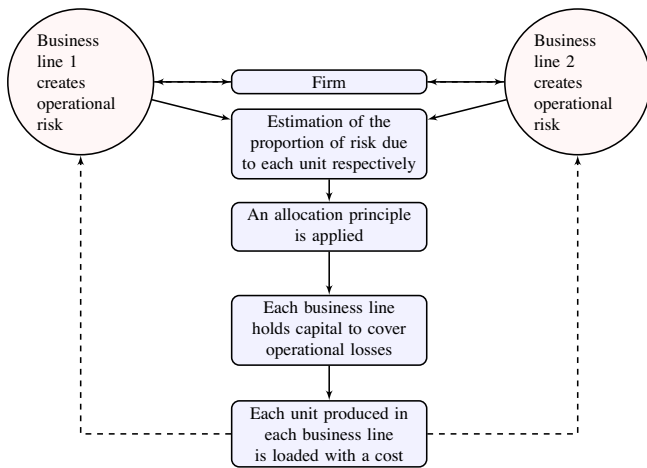 Business
line 1
creates
operational
risk
Firm
Business
line 2
creates
operational
risk
Estimation of the
proportion of risk due
to each unit respectively
An allocation principle
is applied
Each business line
holds capital to cover
operational losses
Each unit produced in
each business line
is loaded with a cost